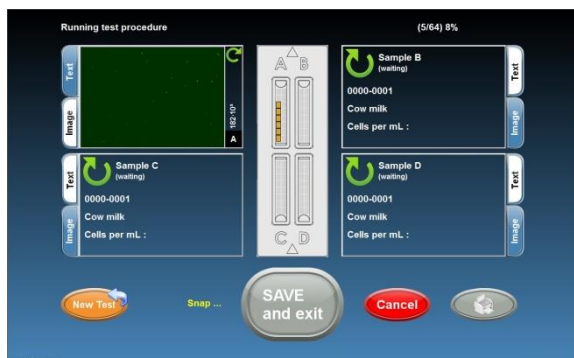 Running test procedure
(5/64) 8%
Text
Image
182·10³
A
A B
C D
Sample B
(waiting)
0000-0001
Cow milk
Cells per mL :
Text
Image
Text
Image
Sample C
(waiting)
0000-0001
Cow milk
Cells per mL :
Sample D
(waiting)
0000-0001
Cow milk
Cells per mL :
Text
Image
New Test
Snap ...
SAVE
and exit
Cancel